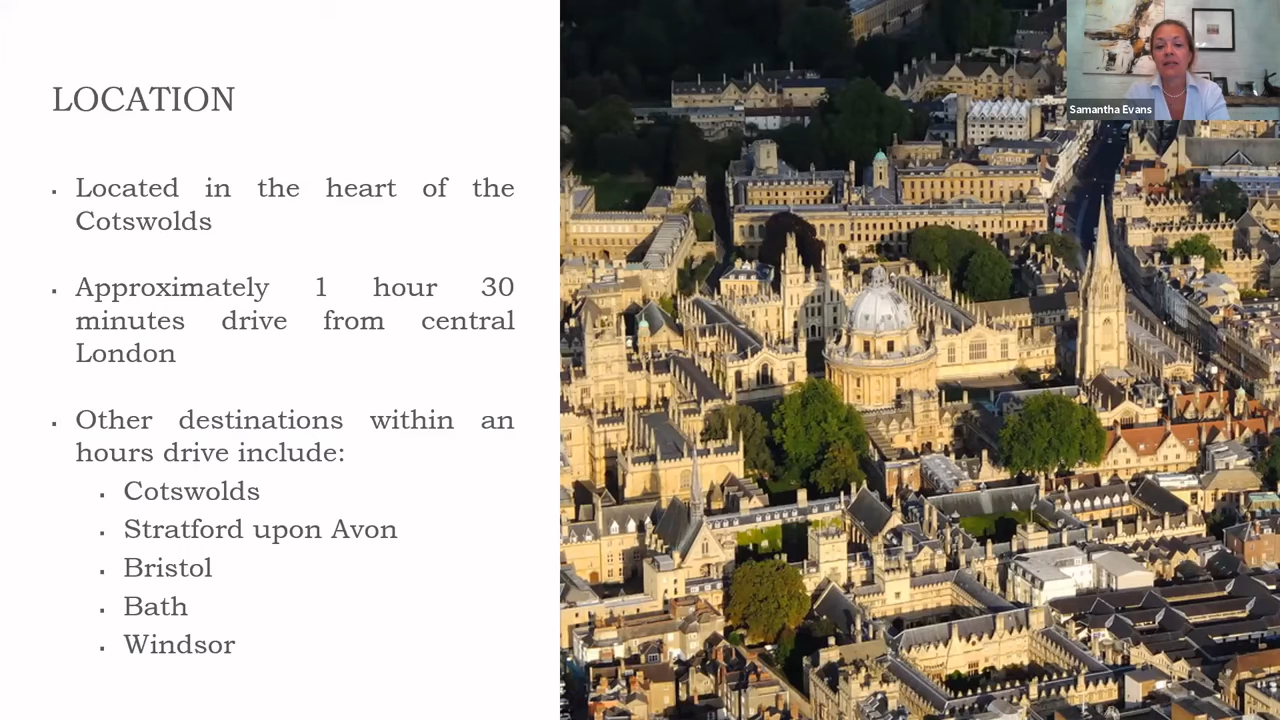 LOCATION
Located in the heart of the
Cotswolds
Approximately 1 hour 30
minutes drive from central
London
Other destinations within an
hours drive include:
Cotswolds
Stratford upon Avon
Bristol
Bath
Windsor
Samantha Evans